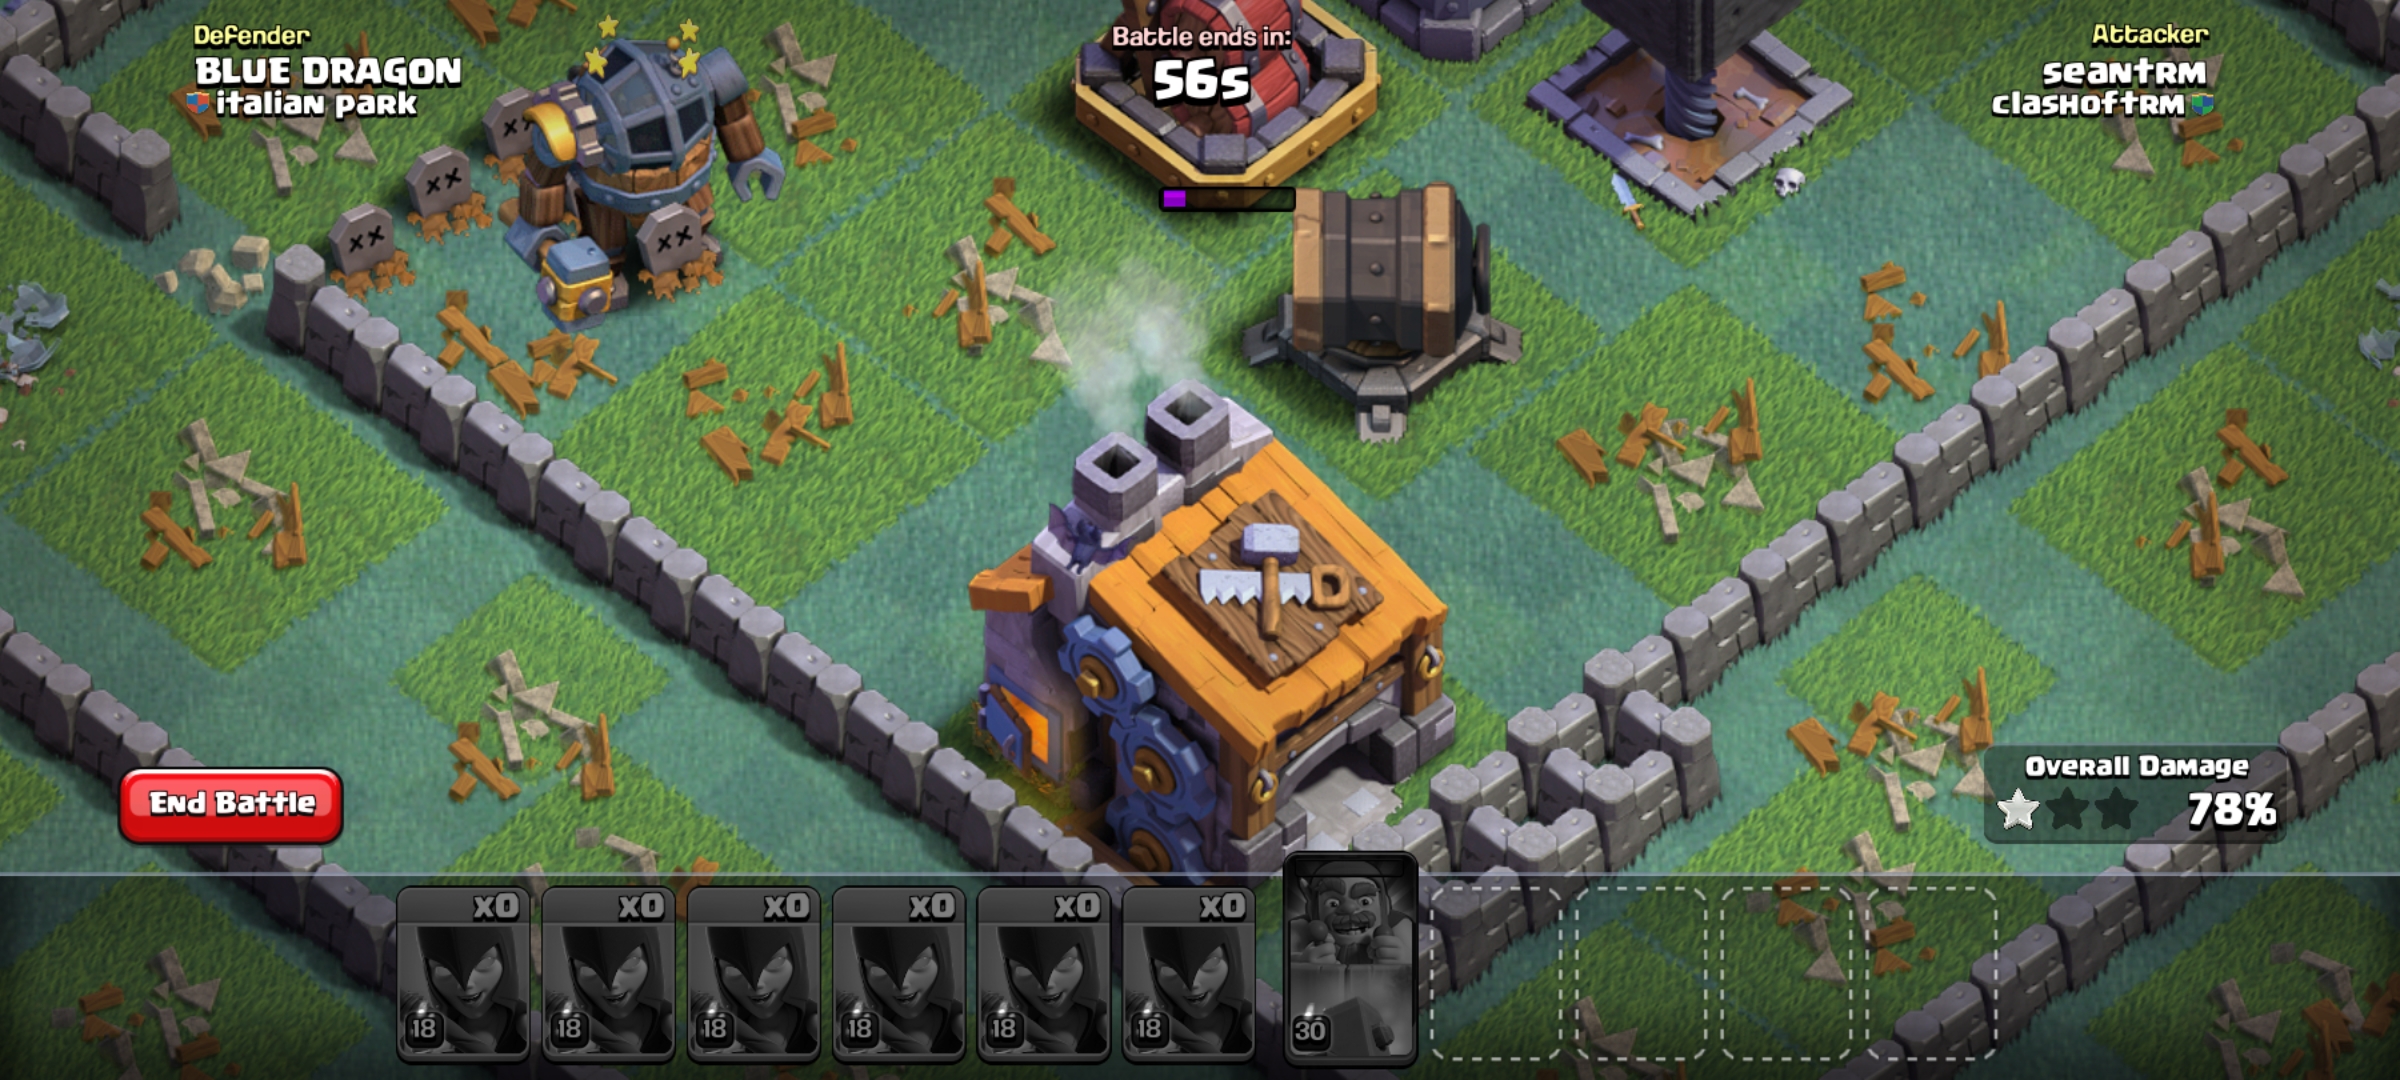 Defender
BLUE DRAGON
italian park
Battle ends in:
56s
Attacker
seantRM
clashoftRM
End Battle
Overall Damage
78%
x0
x0
x0
x0
x0
x0
18
18
18
18
18
18
30